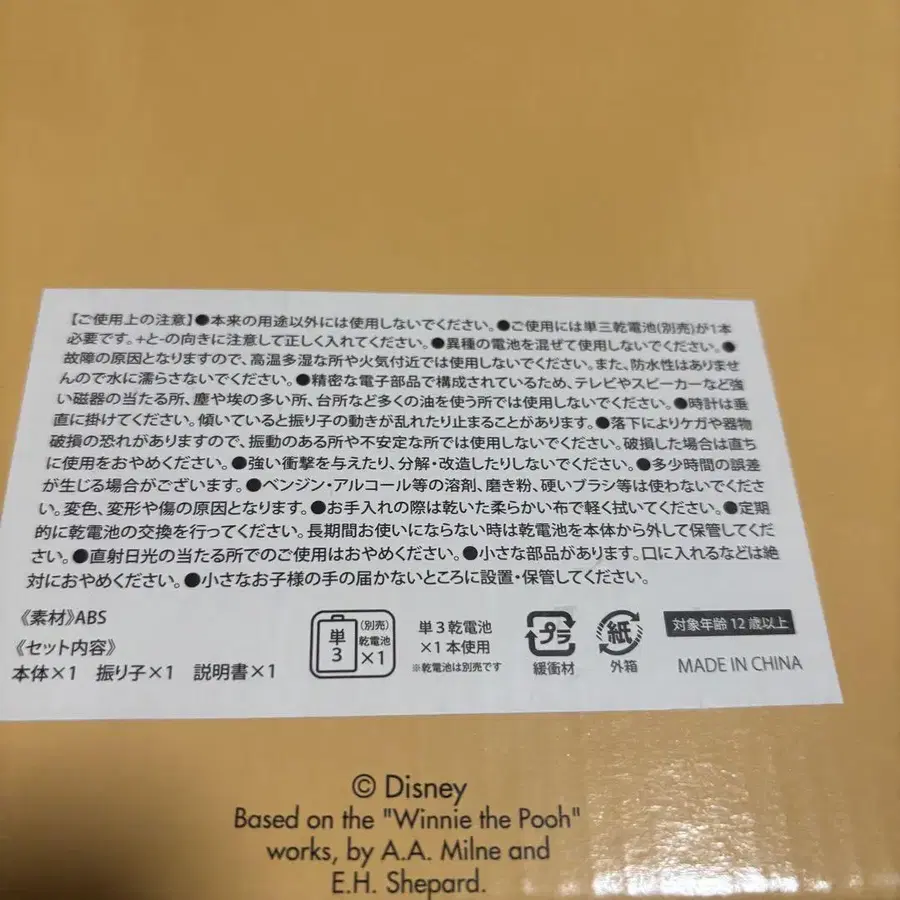 【ご使用上の注意】●本来の用途以外には使用しないでください。●ご使用には単三乾電池(別売)が1本
必要です。+と-の向きに注意して正しく入れてください。●異種の電池を混ぜて使用しないでください。●
故障の原因となりますので、高温多湿な所や火気付近では使用しないでください。また、防水性はありませ
んので水に濡らさないでください。●精密な電子部品で構成されているため、テレビやスピーカーなど強
い磁器の当たる所、塵や埃の多い所、台所など多くの油を使う所では使用しないでください。●時計は垂
直に掛けてください。傾いていると振り子の動きが乱れたり止まることがあります。●落下によりケガや器物
破損の恐れがありますので、振動のある所や不安定な所では使用しないでください。破損した場合は直ち
に使用をおやめください。●強い衝撃を与えたり、分解・改造したりしないでください。●多少時間の誤差
が生じる場合がございます。●ベンジン・アルコール等の溶剤、磨き粉、硬いブラシ等は使わないでくださ
い。変色、変形や傷の原因となります。●お手入れの際は乾いた柔らかい布で軽く拭いてください。●定期
的に乾電池の交換を行ってください。長期間お使いにならない時は乾電池を本体から外して保管してくだ
さい。●直射日光の当たる所でのご使用はおやめください。●小さな部品があります。口に入れるなどは絶
対におやめください。●小さなお子様の手の届かないところに設置・保管してください。
《素材》ABS
《セット内容》
本体×1 振り子×1 説明書×1
単3
(別売)
乾電池
×1
単3乾電池
×1本使用
※乾電池は別売です
プラ
緩衝材
紙
外箱
対象年齢12歳以上
MADE IN CHINA
© Disney
Based on the "Winnie the Pooh"
works, by A.A. Milne and
E.H. Shepard.